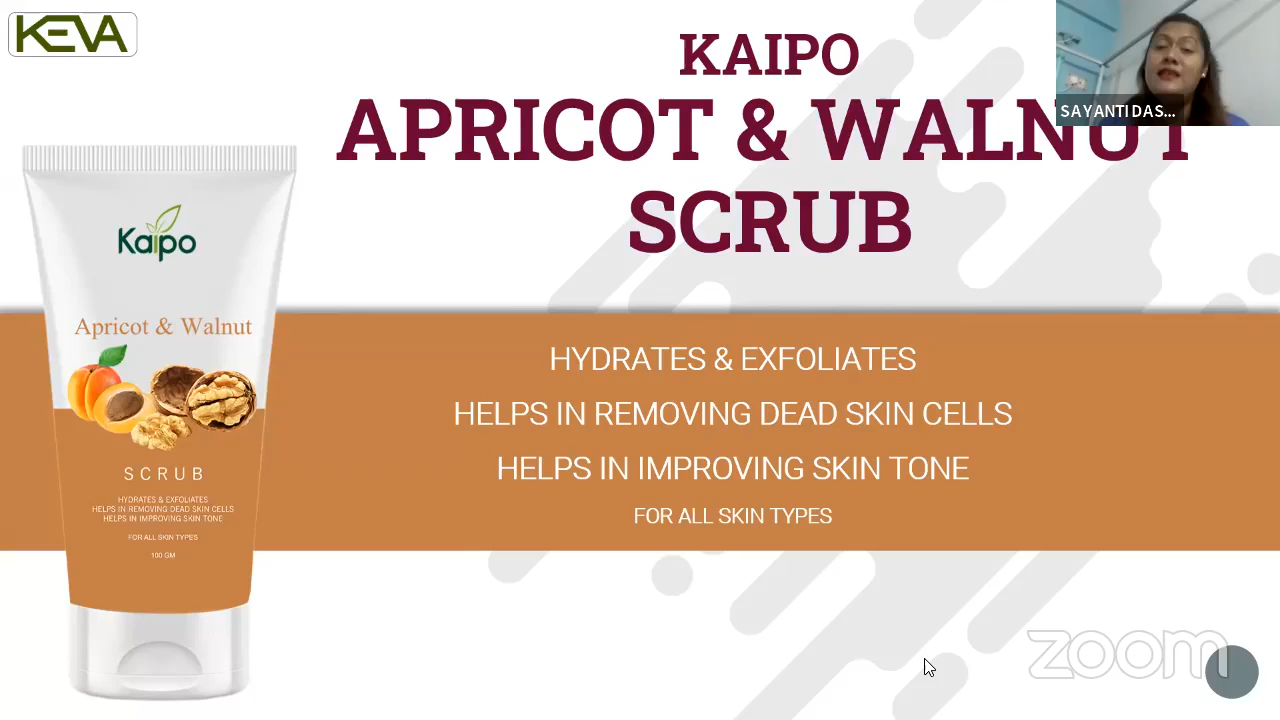 KEVA
KAIPO
APRICOT & WALNUT
SCRUB
SAYANTI DAS...
Kaipo
Apricot & Walnut
SCRUB
HYDRATES & EXFOLIATES
HELPS IN REMOVING DEAD SKIN CELLS
HELPS IN IMPROVING SKIN TONE
FOR ALL SKIN TYPES
100 GM
HYDRATES & EXFOLIATES
HELPS IN REMOVING DEAD SKIN CELLS
HELPS IN IMPROVING SKIN TONE
FOR ALL SKIN TYPES
zoom